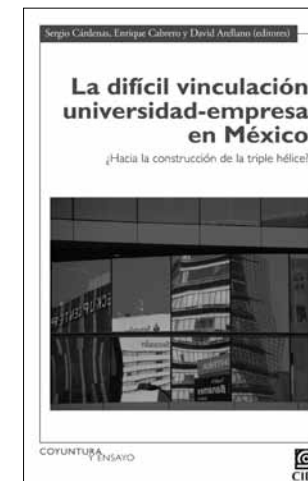 Sergio Cárdenas, Enrique Cabrero y David Arellano (editores)
La difícil vinculación
universidad-empresa
en México
¿Hacia la construcción de la triple hélice?
COYUNTURA
Y ENSAYO